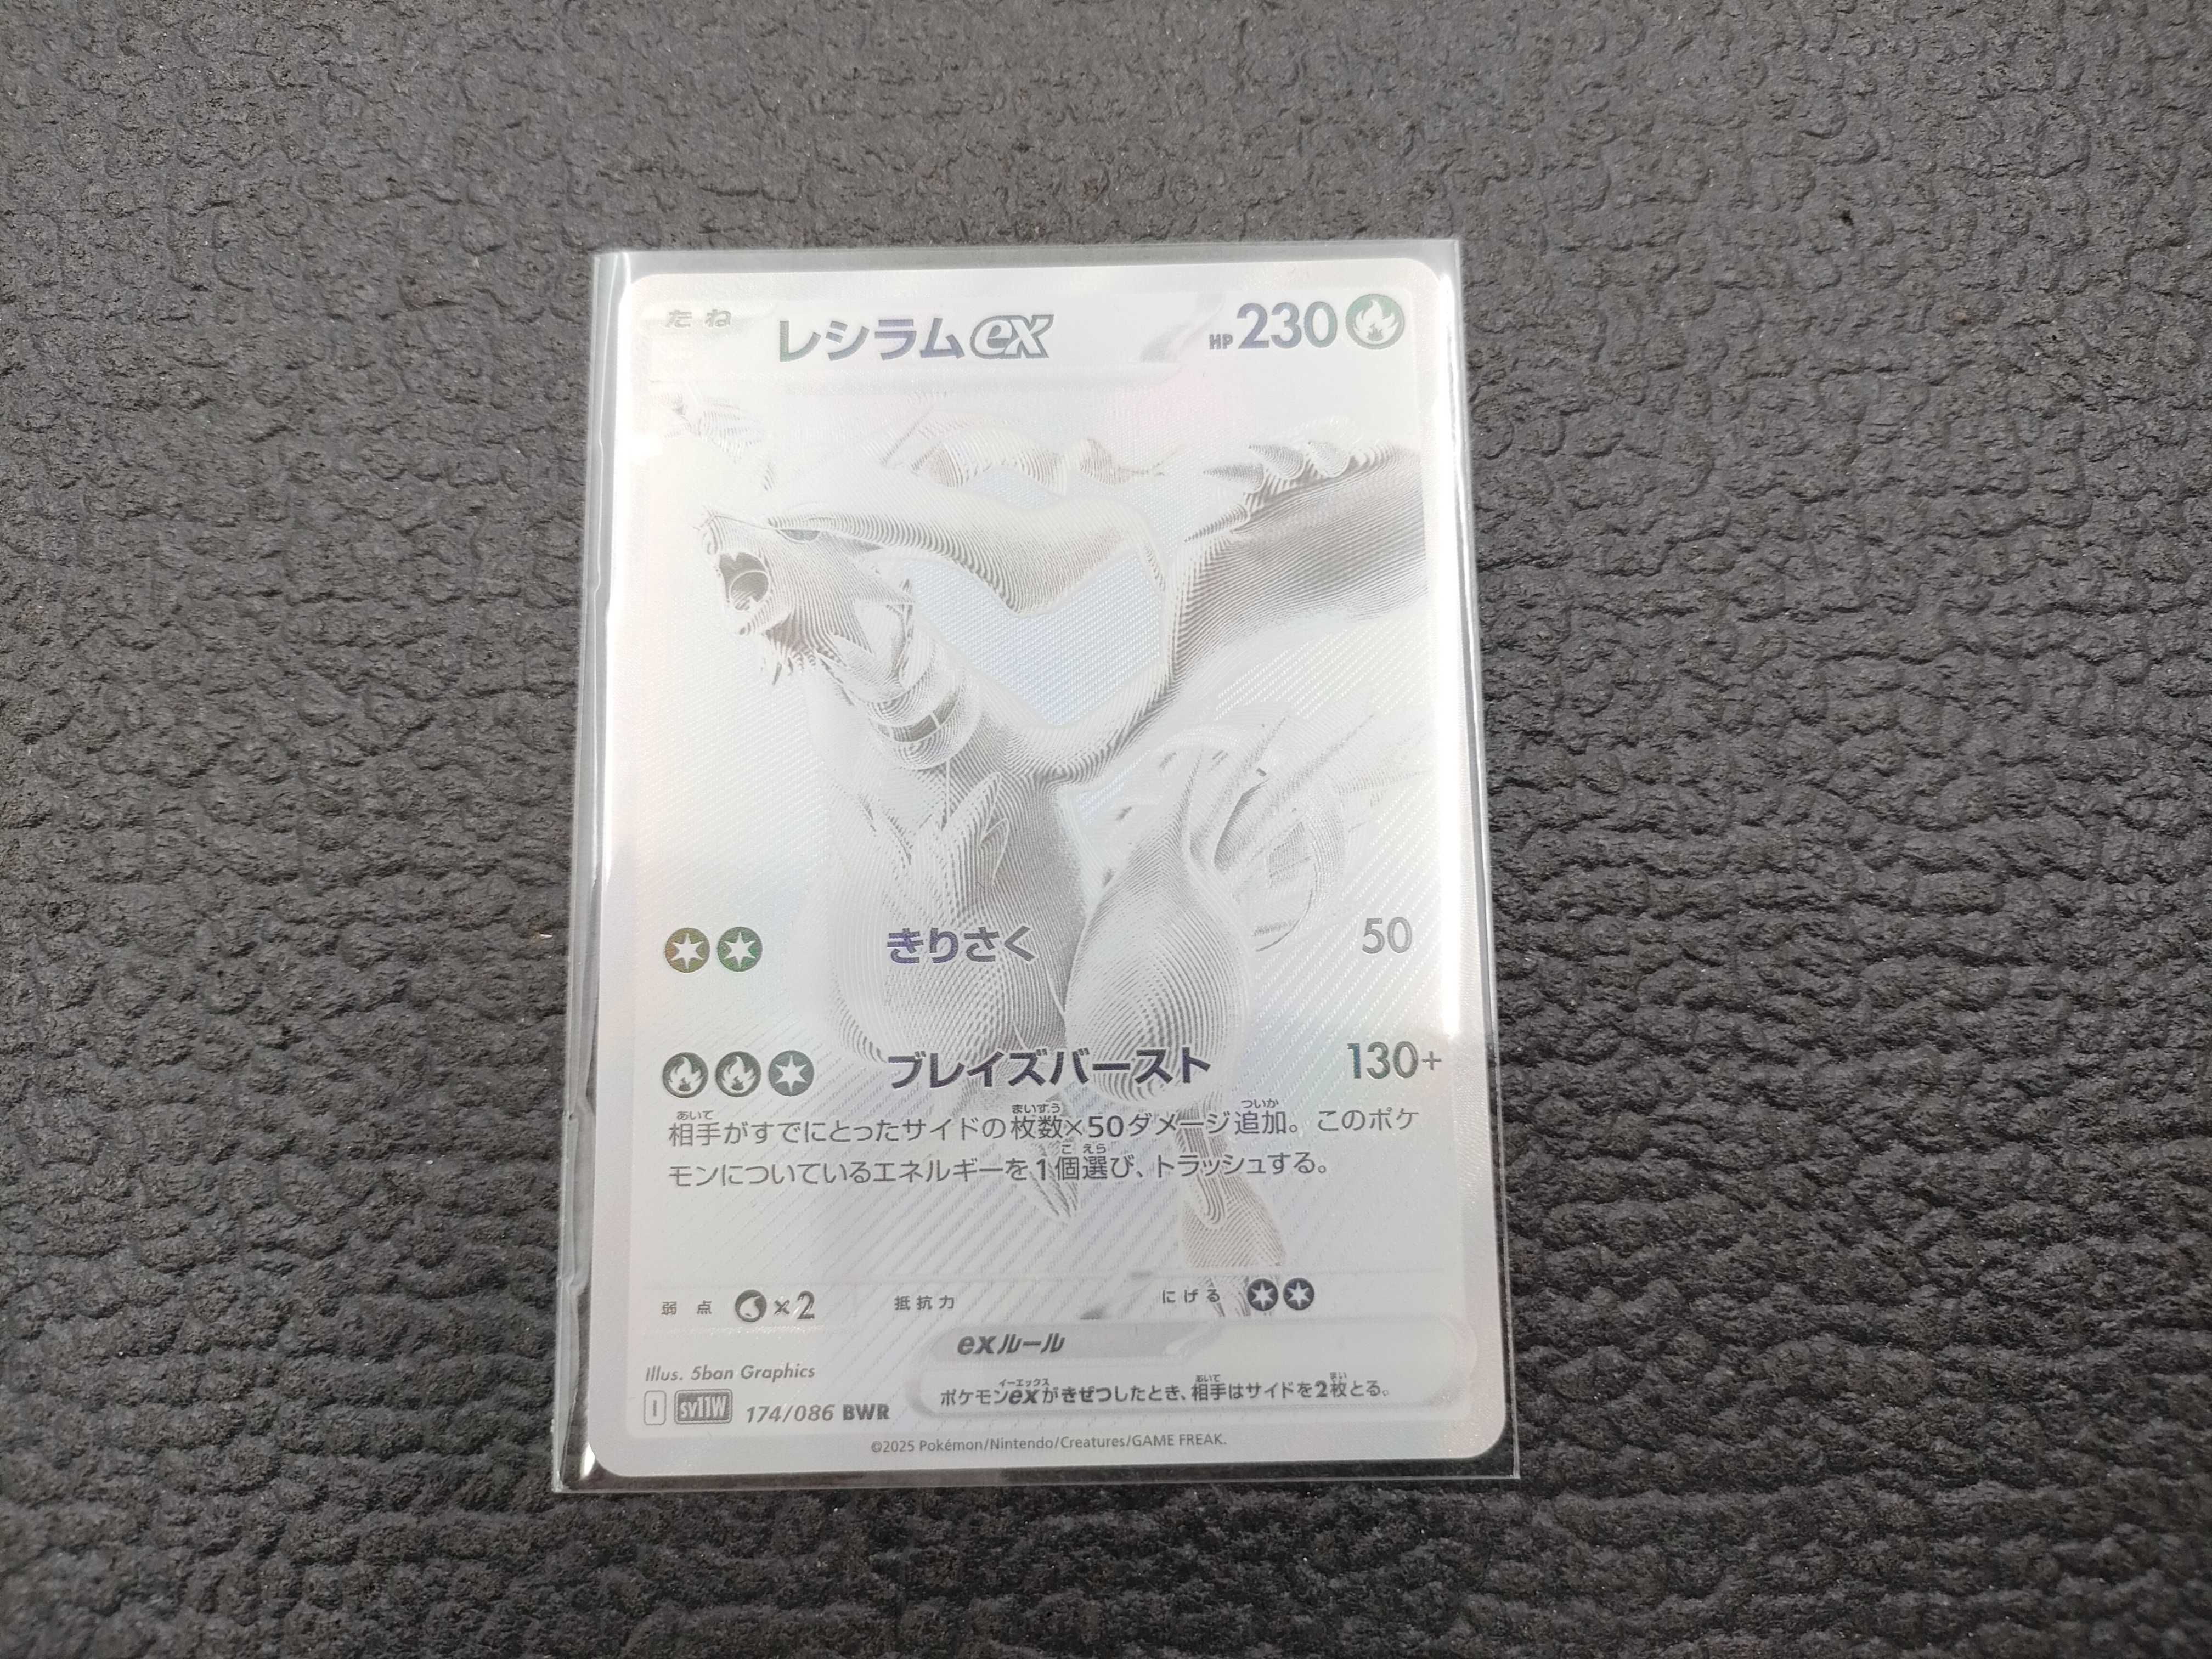 たね レシラムex HP230
きりさく 50
ブレイズバースト 130+
相手がすでにとったサイドの枚数×50ダメージ追加。このポケ
モンについているエネルギーを1個選び、トラッシュする。
弱点 ×2 抵抗力 にげる
exルール
ポケモンexがきぜつしたとき、相手はサイドを2枚とる。
Illus. 5ban Graphics
I sv11W 174/086 BWR
©2025 Pokémon/Nintendo/Creatures/GAME FREAK.